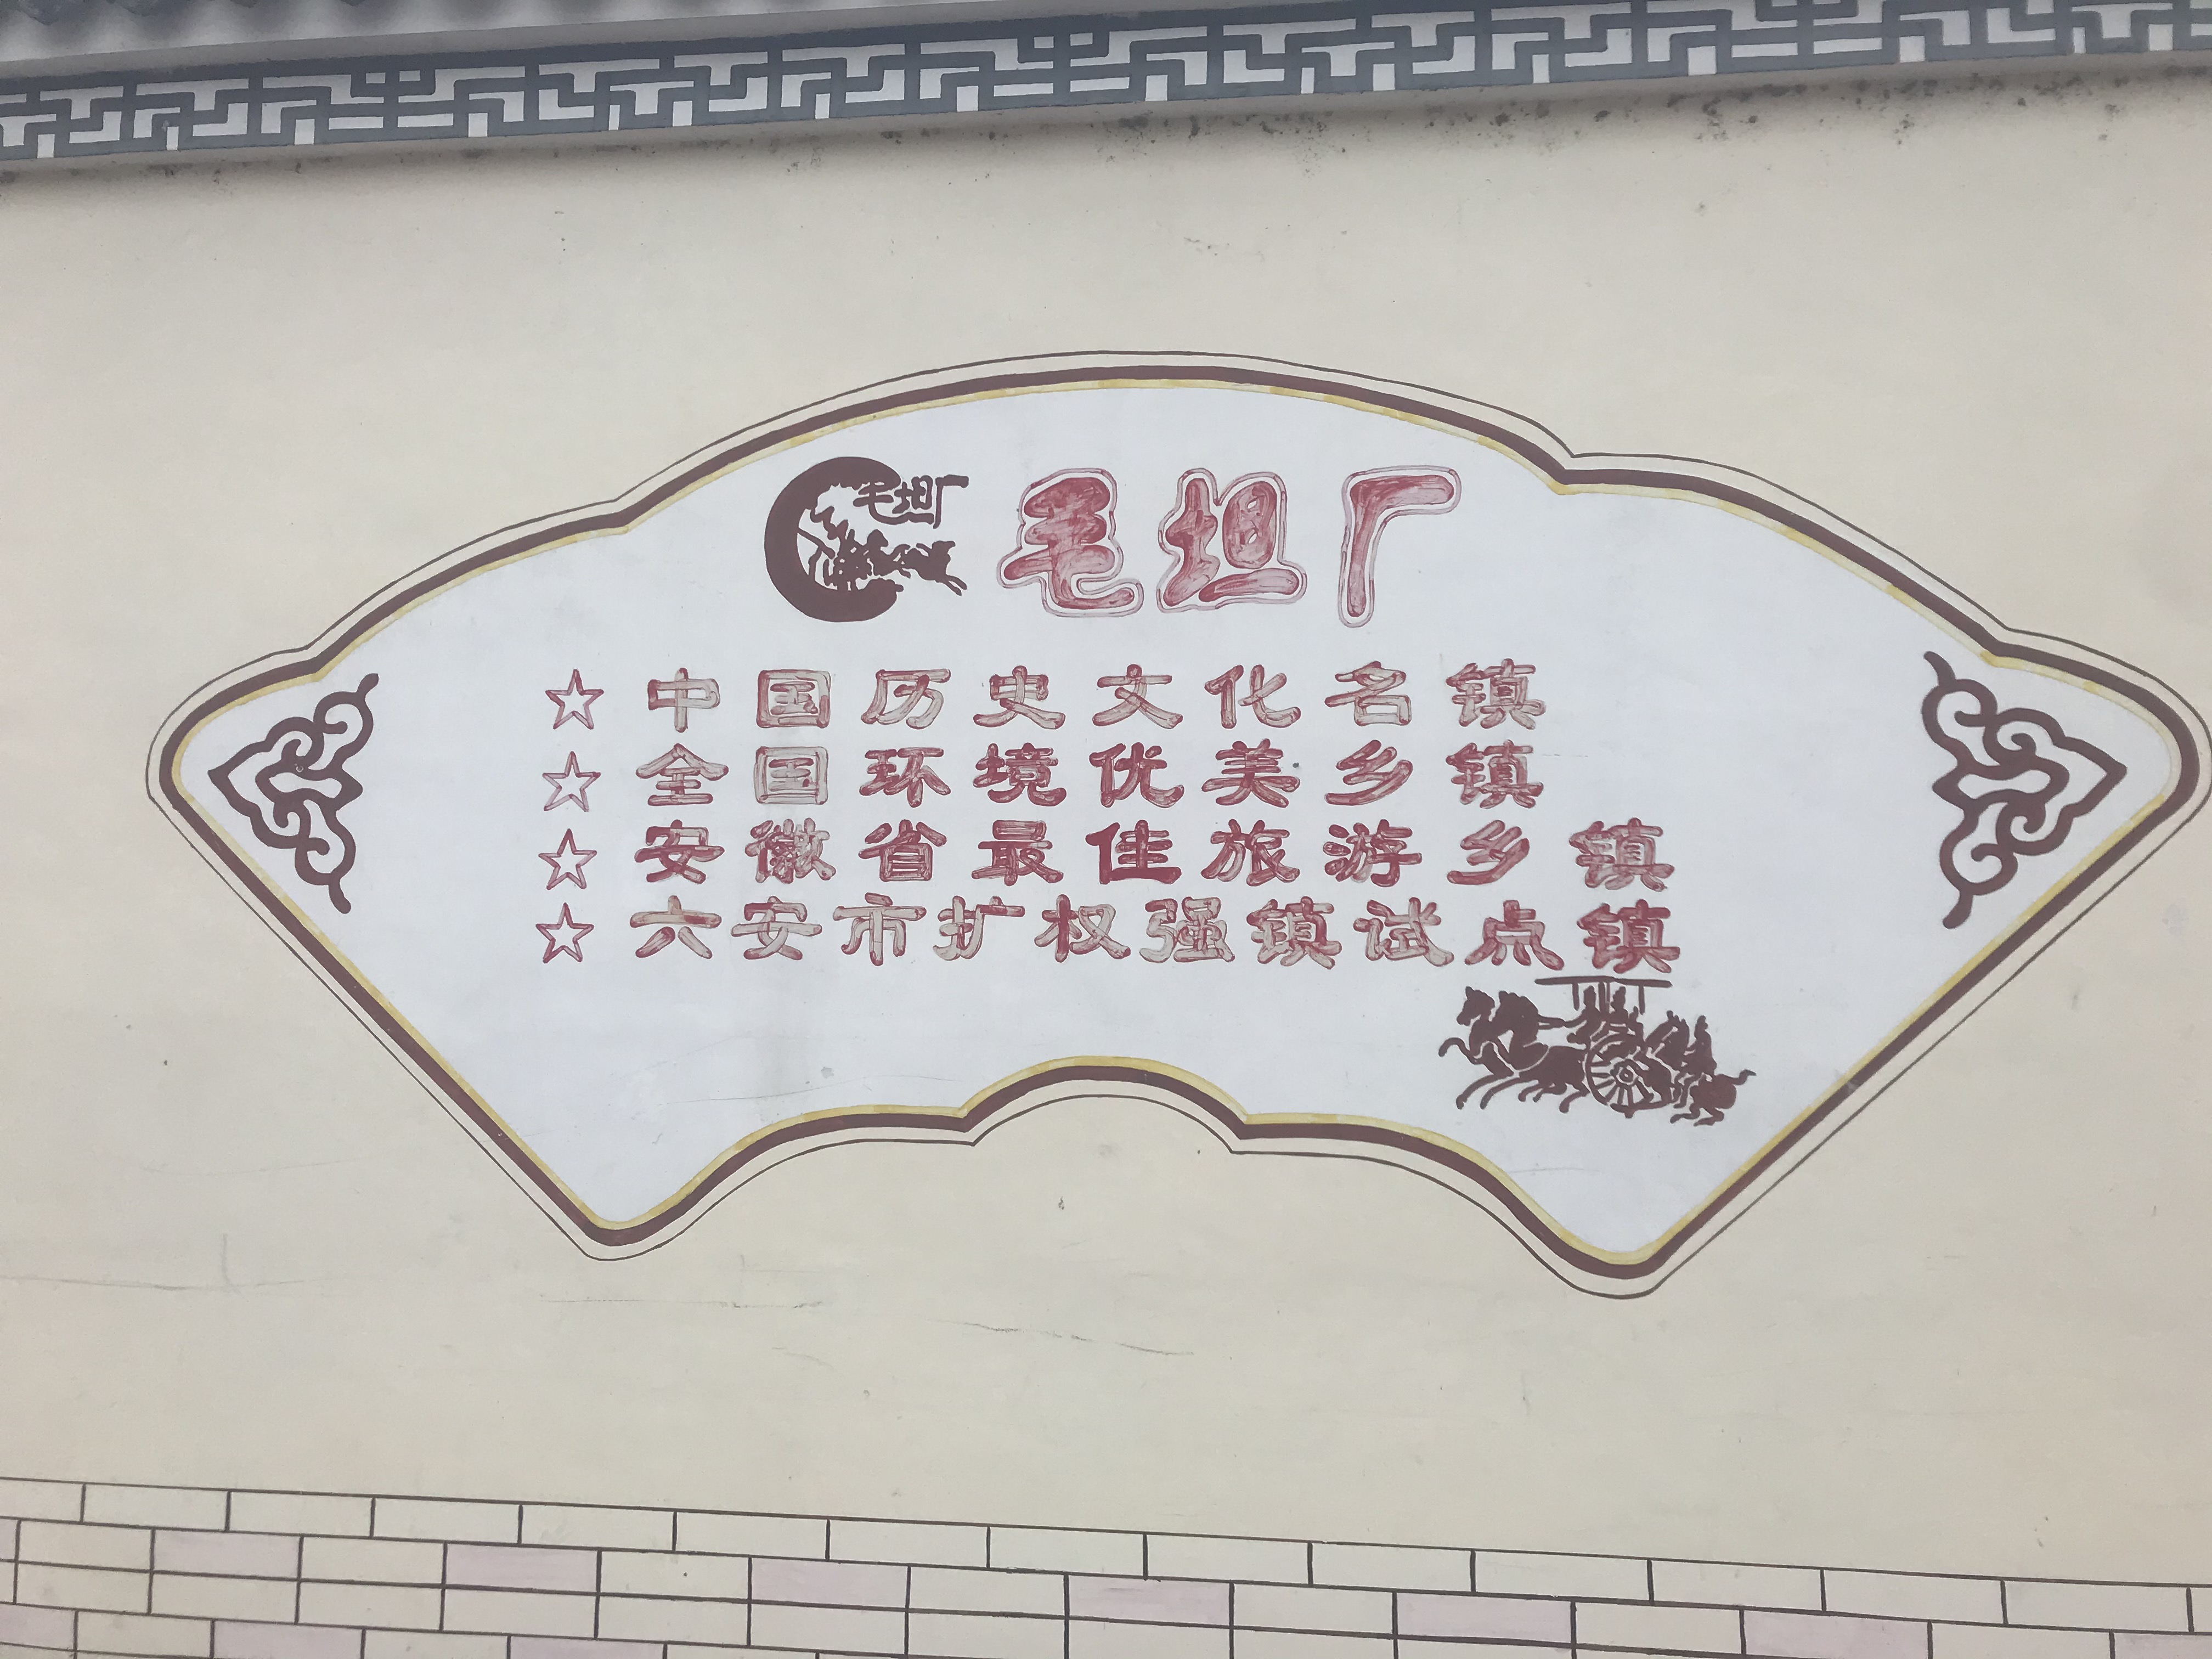 毛坦厂
毛坦厂
☆ 中国历史文化名镇
☆ 全国环境优美乡镇
☆ 安徽省最佳旅游乡镇
☆ 六安市扩权强镇试点镇